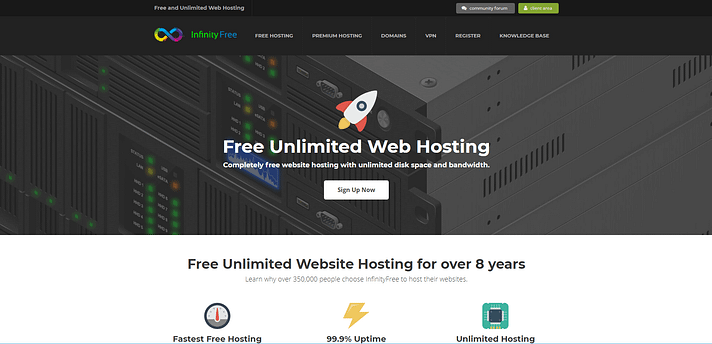 Free and Unlimited Web Hosting
community forum
client area
InfinityFree
FREE HOSTING
PREMIUM HOSTING
DOMAINS
VPN
REGISTER
KNOWLEDGE BASE
Free Unlimited Web Hosting
Completely free website hosting with unlimited disk space and bandwidth.
Sign Up Now
Free Unlimited Website Hosting for over 8 years
Learn why over 350.000 people choose InfinityFree to host their websites.
Fastest Free Hosting
99.9% Uptime
Unlimited Hosting